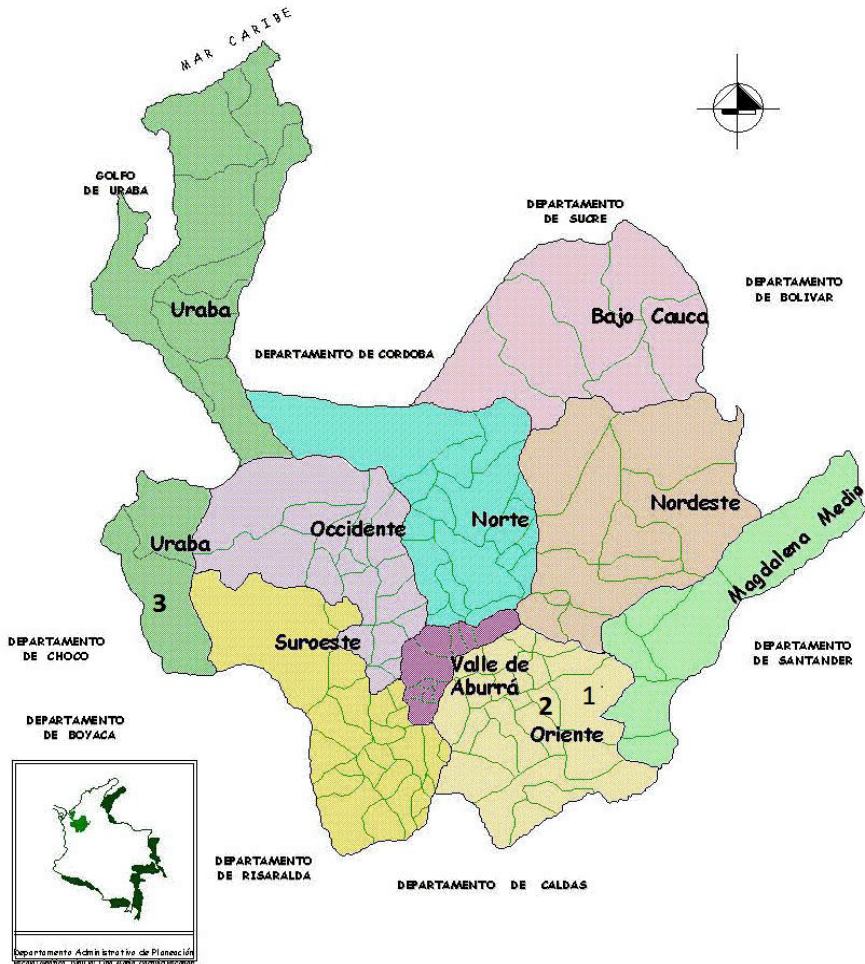 MAR CARIBE
GOLFO
DE URABA
DEPARTAMENTO
DE SUCRE
DEPARTAMENTO
DE BOLIVAR
Uraba
Bajo Cauca
DEPARTAMENTO DE CORDOBA
Uraba
Occidente
Norte
Nordeste
Magdalena Medio
3
DEPARTAMENTO
DE CHOCO
Suroeste
Valle de
Aburrá
DEPARTAMENTO
DE SANTANDER
2
1
Oriente
DEPARTAMENTO
DE BOYACA
DEPARTAMENTO
DE RISARALDA
DEPARTAMENTO DE CALDAS
Departamento Administrativo de Planeación